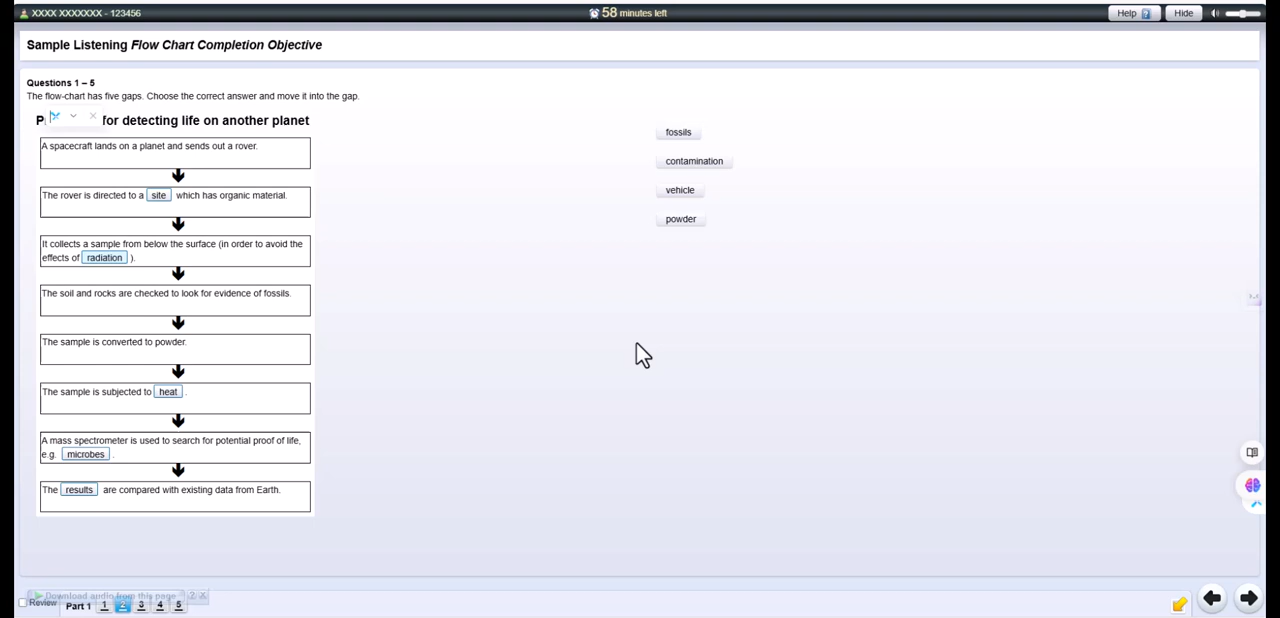 XXXX XXXXXXX - 123456
58 minutes left
Help ?
Hide
Sample Listening Flow Chart Completion Objective
Questions 1 – 5
The flow-chart has five gaps. Choose the correct answer and move it into the gap.
for detecting life on another planet
A spacecraft lands on a planet and sends out a rover.
The rover is directed to a site which has organic material.
It collects a sample from below the surface (in order to avoid the
effects of radiation ).
The soil and rocks are checked to look for evidence of fossils.
The sample is converted to powder.
The sample is subjected to heat .
A mass spectrometer is used to search for potential proof of life,
e.g. microbes .
The results are compared with existing data from Earth.
fossils
contamination
vehicle
powder
Download audio from this page ? X
Review
Part 1 1 2 3 4 5